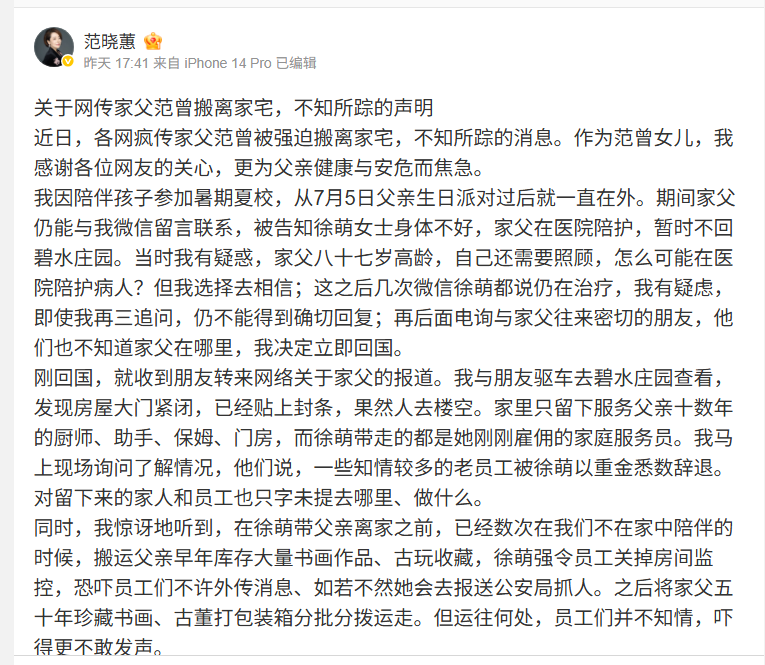 范晓蕙
昨天 17:41 来自 iPhone 14 Pro 已编辑
关于网传家父范曾搬离家宅，不知所踪的声明
近日，各网疯传家父范曾被强迫搬离家宅，不知所踪的消息。作为范曾女儿，我
感谢各位网友的关心，更为父亲健康与安危而焦急。
我因陪伴孩子参加暑期夏校，从7月5日父亲生日派对过后就一直在外。期间家父
仍能与我微信留言联系，被告知徐萌女士身体不好，家父在医院陪护，暂时不回
碧水庄园。当时我有疑惑，家父八十七岁高龄，自己还需要照顾，怎么可能在医
院陪护病人？但我选择去相信；这之后几次微信徐萌都说仍在治疗，我有疑虑，
即使我再三追问，仍不能得到确切回复；再后面电询与家父往来密切的朋友，他
们也不知道家父在哪里，我决定立即回国。
刚回国，就收到朋友转来网络关于家父的报道。我与朋友驱车去碧水庄园查看，
发现房屋大门紧闭，已经贴上封条，果然人去楼空。家里只留下服务父亲十数年
的厨师、助手、保姆、门房，而徐萌带走的都是她刚刚雇佣的家庭服务员。我马
上现场询问了解情况，他们说，一些知情较多的老员工被徐萌以重金悉数辞退。
对留下来的家人和员工也只字未提去哪里、做什么。
同时，我惊讶地听到，在徐萌带父亲离家之前，已经数次在我们不在家中陪伴的
时候，搬运父亲早年库存大量书画作品、古玩收藏，徐萌强令员工关掉房间监
控，恐吓员工们不许外传消息、如若不然她会去报送公安局抓人。之后将家父五
十年珍藏书画、古董打包装箱分批分拨运走。但运往何处，员工们并不知情，吓
得更不敢发声。